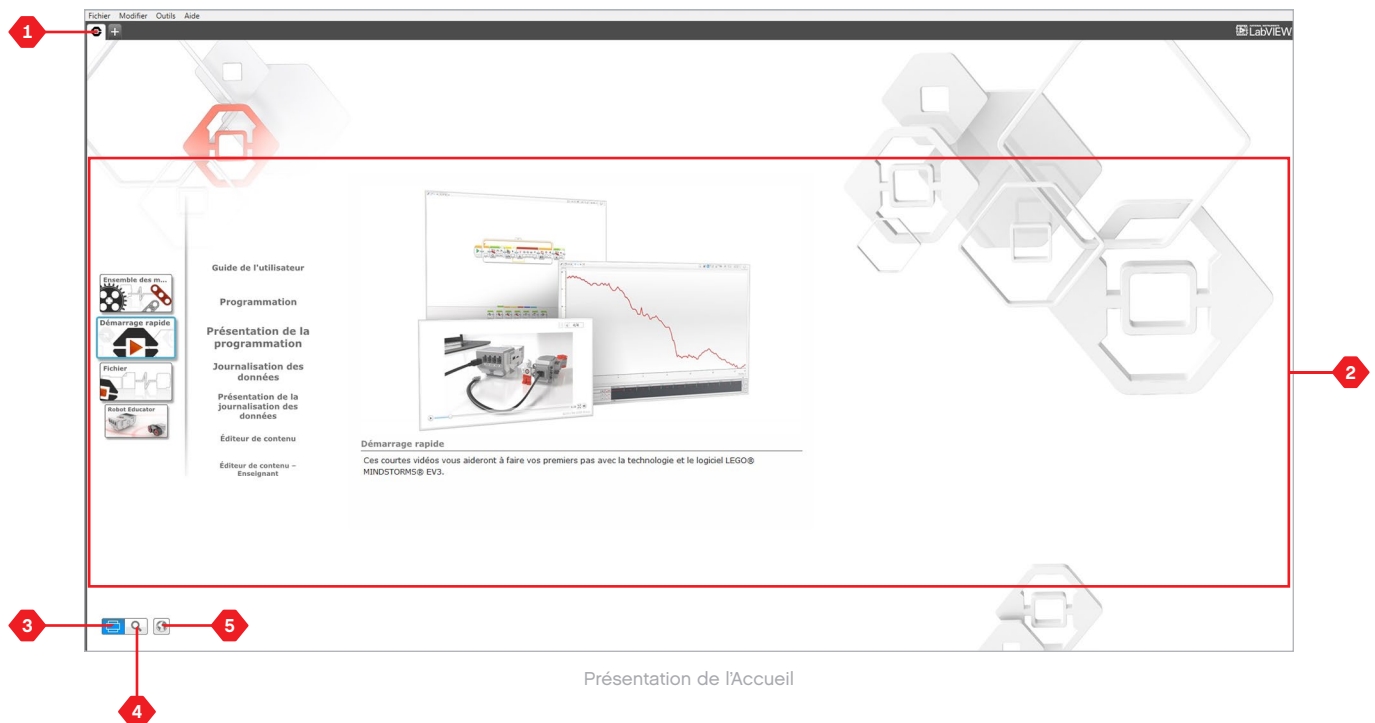 Fichier Modifier Outils Aide
1
LabVIEW
Guide de l'utilisateur
Ensemble des m...
Programmation
Démarrage rapide
Présentation de la
programmation
Fichier
Journalisation des
données
Présentation de la
journalisation des
données
Robot Educator
Éditeur de contenu
Éditeur de contenu –
Enseignant
Démarrage rapide
Ces courtes vidéos vous aideront à faire vos premiers pas avec la technologie et le logiciel LEGO®
MINDSTORMS® EV3.
2
3
5
4
Présentation de l'Accueil